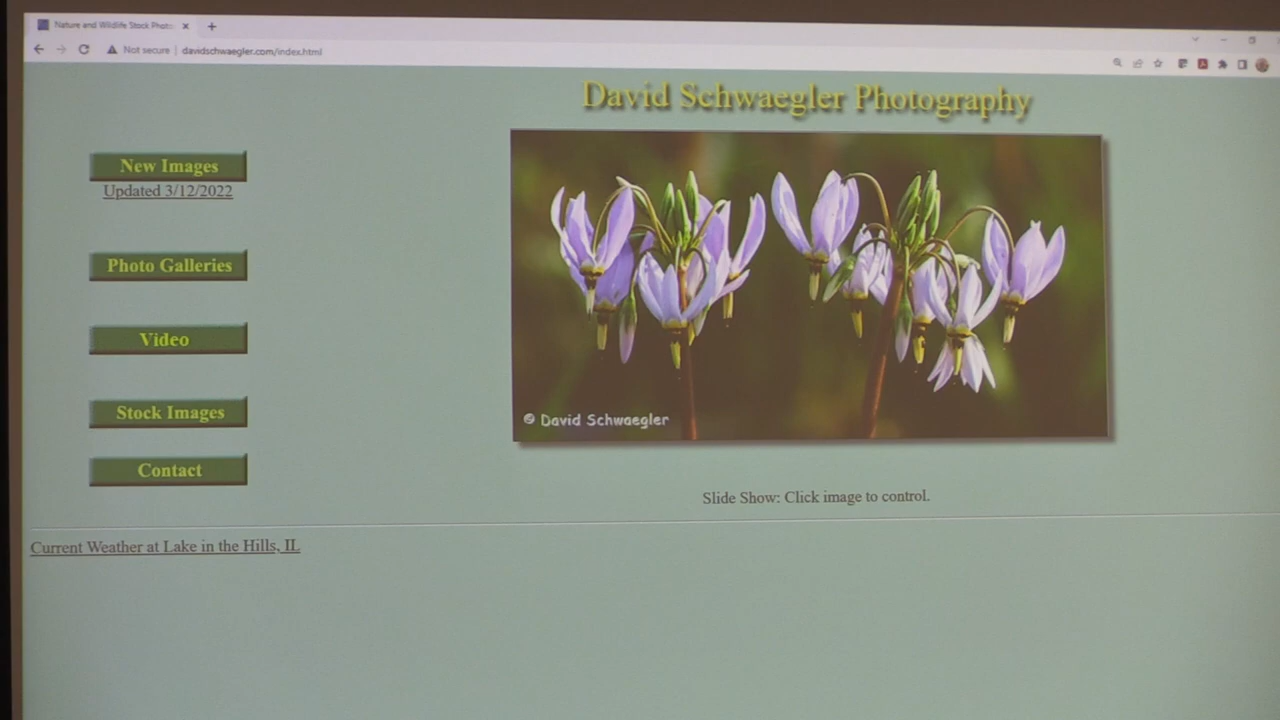 Nature and Wildlife Stock Photo
Not secure | davidschwaegler.com/index.html
David Schwaegler Photography
New Images
Updated 3/12/2022
Photo Galleries
Video
Stock Images
Contact
© David Schwaegler
Slide Show: Click image to control.
Current Weather at Lake in the Hills, IL